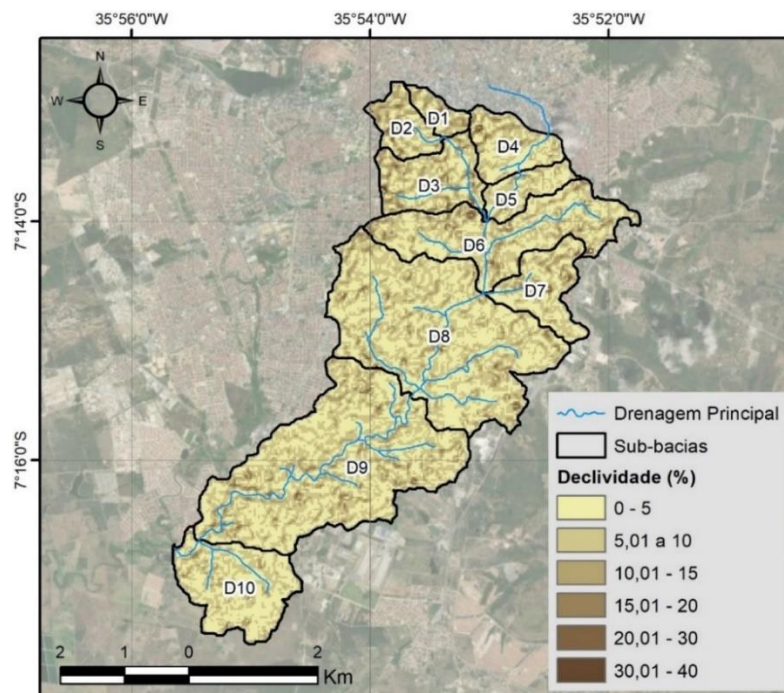 35°56'0"W 35°54'0"W 35°52'0"W
N
W E
S
D1
D2
D4
D3
D5
7°14'0"S
D6
D7
D8
Drenagem Principal
Sub-bacias
7°16'0"S
D9
Declividade (%)
0 - 5
5,01 a 10
10,01 - 15
D10
15,01 - 20
20,01 - 30
30,01 - 40
2 1 0 2
Km